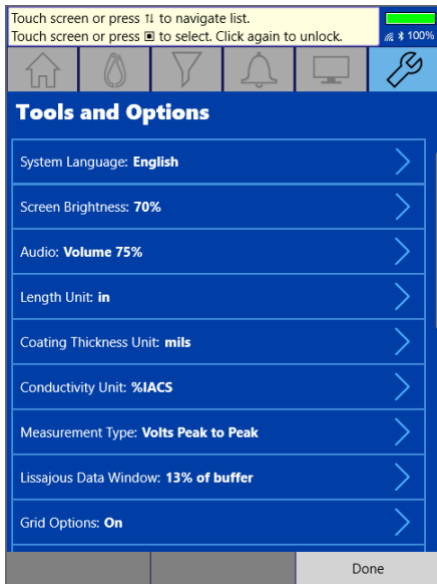 Touch screen or press ↑↓ to navigate list.
Touch screen or press ▣ to select. Click again to unlock.
100%
Tools and Options
System Language: English
Screen Brightness: 70%
Audio: Volume 75%
Length Unit: in
Coating Thickness Unit: mils
Conductivity Unit: %IACS
Measurement Type: Volts Peak to Peak
Lissajous Data Window: 13% of buffer
Grid Options: On
Done